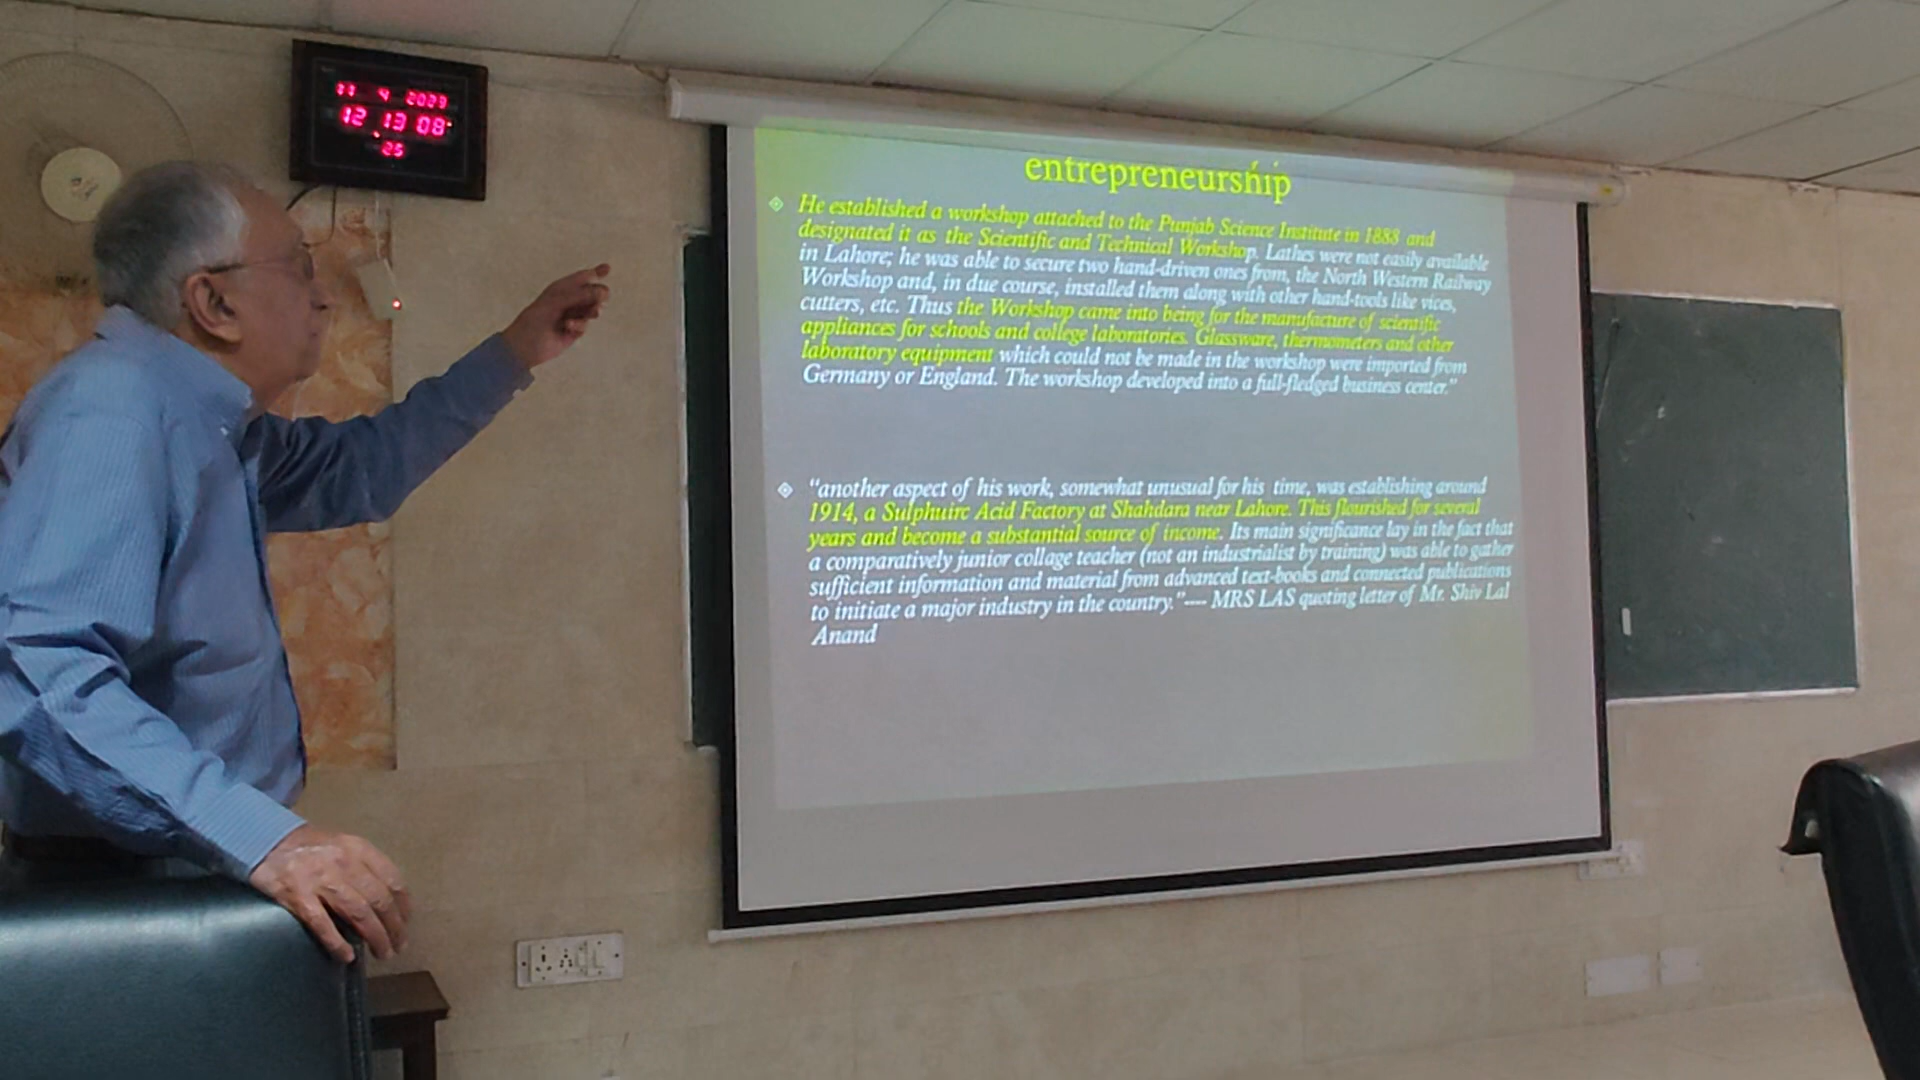 11 4 2023
12 13 08
25
entrepreneurship
He established a workshop attached to the Punjab Science Institute in 1888 and
designated it as the Scientific and Technical Workshop. Lathes were not easily available
in Lahore; he was able to secure two hand-driven ones from, the North Western Railway
Workshop and, in due course, installed them along with other hand-tools like vices,
cutters, etc. Thus the Workshop came into being for the manufacture of scientific
appliances for schools and college laboratories. Glassware, thermometers and other
laboratory equipment which could not be made in the workshop were imported from
Germany or England. The workshop developed into a full-fledged business center."
"another aspect of his work, somewhat unusual for his time, was establishing around
1914, a Sulphuirc Acid Factory at Shahdara near Lahore. This flourished for several
years and become a substantial source of income. Its main significance lay in the fact that
a comparatively junior collage teacher (not an industrialist by training) was able to gather
sufficient information and material from advanced text-books and connected publications
to initiate a major industry in the country."---- MRS LAS quoting letter of Mr. Shiv Lal
Anand